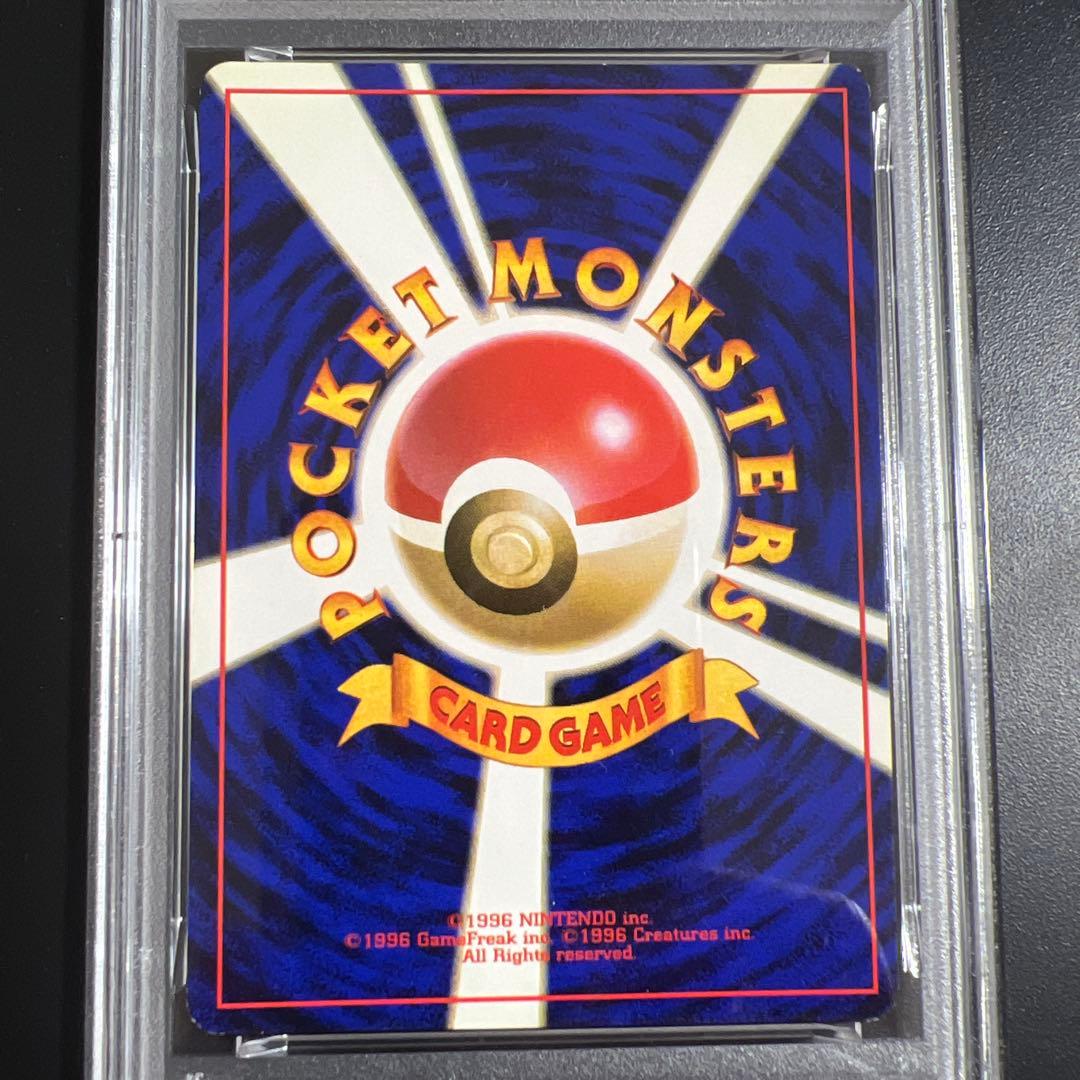 POCKET MONSTERS
CARD GAME
©1996 NINTENDO inc.
©1996 GameFreak inc. ©1996 Creatures inc.
All Rights reserved.